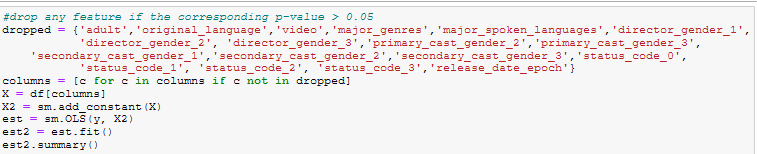 #drop any feature if the corresponding p-value > 0.05
dropped = {'adult','original_language','video','major_genres','major_spoken_languages','director_gender_1',
'director_gender_2', 'director_gender_3','primary_cast_gender_2','primary_cast_gender_3',
'secondary_cast_gender_1','secondary_cast_gender_2','secondary_cast_gender_3','status_code_0',
'status_code_1', 'status_code_2', 'status_code_3','release_date_epoch'}
columns = [c for c in columns if c not in dropped]
X = df[columns]
X2 = sm.add_constant(X)
est = sm.OLS(y, X2)
est2 = est.fit()
est2.summary()